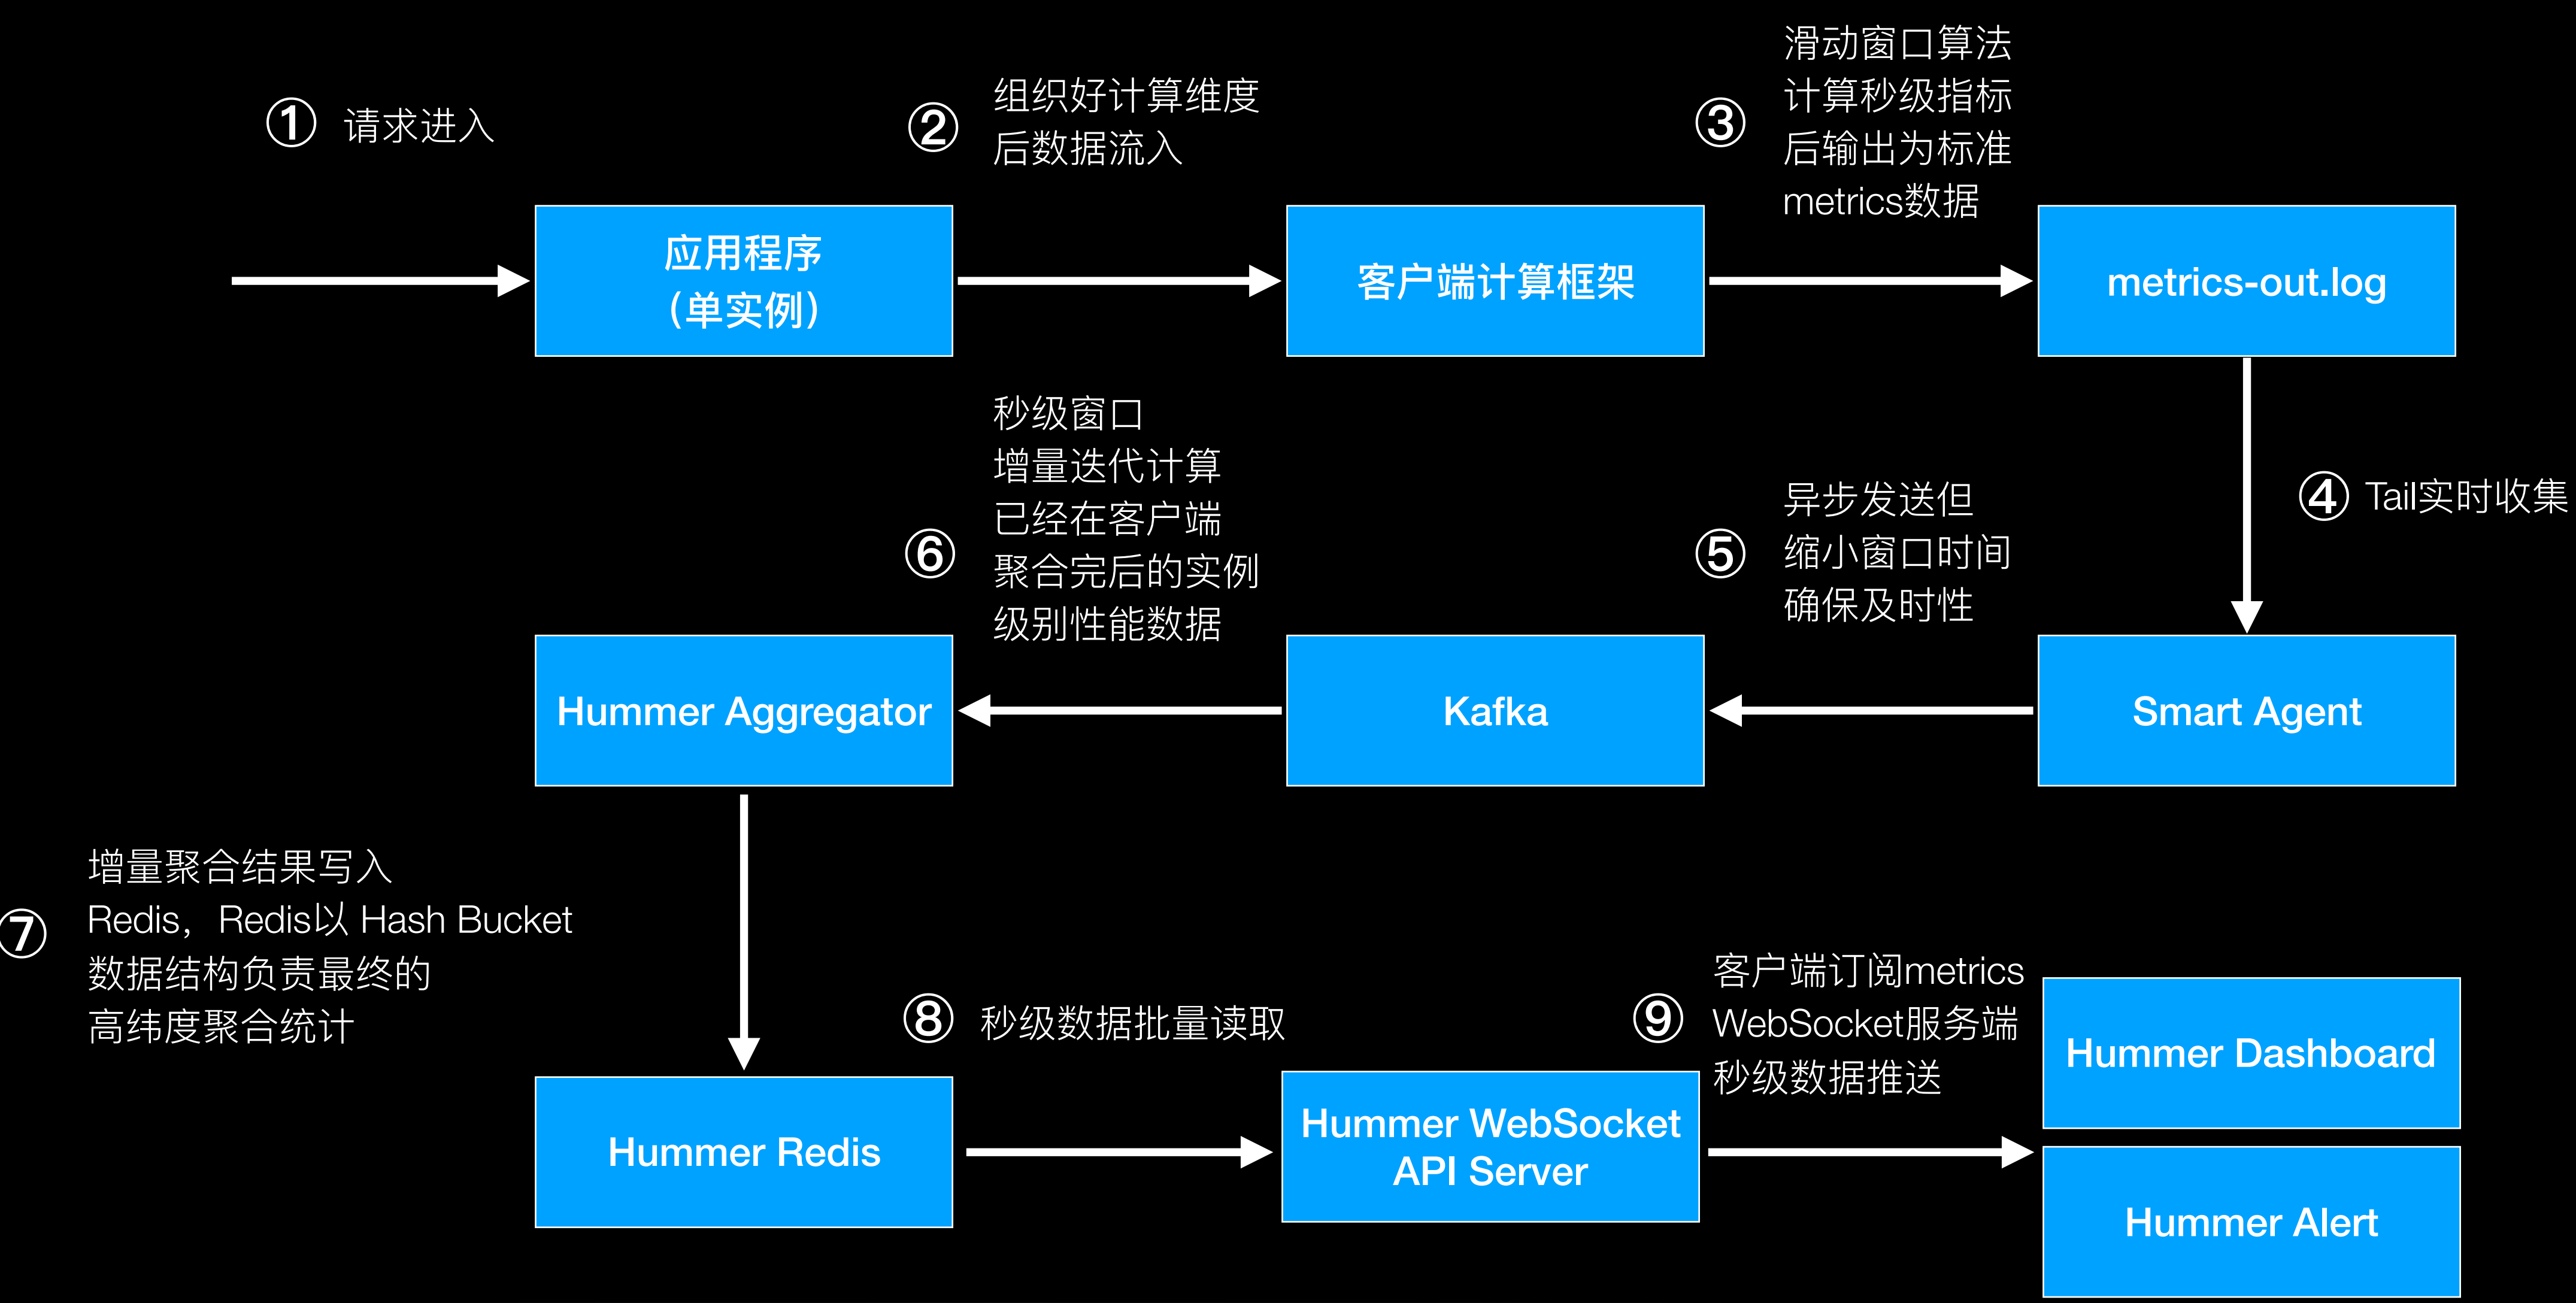 ① 请求进入
② 组织好计算维度
后数据流入
③ 滑动窗口算法
计算秒级指标
后输出为标准
metrics数据
应用程序
（单实例）
客户端计算框架
metrics-out.log
④ Tail实时收集
⑤ 异步发送但
缩小窗口时间
确保及时性
⑥ 秒级窗口
增量迭代计算
已经在客户端
聚合完后的实例
级别性能数据
Smart Agent
Kafka
Hummer Aggregator
⑦ 增量聚合结果写入
Redis，Redis以 Hash Bucket
数据结构负责最终的
高纬度聚合统计
⑧ 秒级数据批量读取
⑨ 客户端订阅metrics
WebSocket服务端
秒级数据推送
Hummer Redis
Hummer WebSocket
API Server
Hummer Dashboard
Hummer Alert